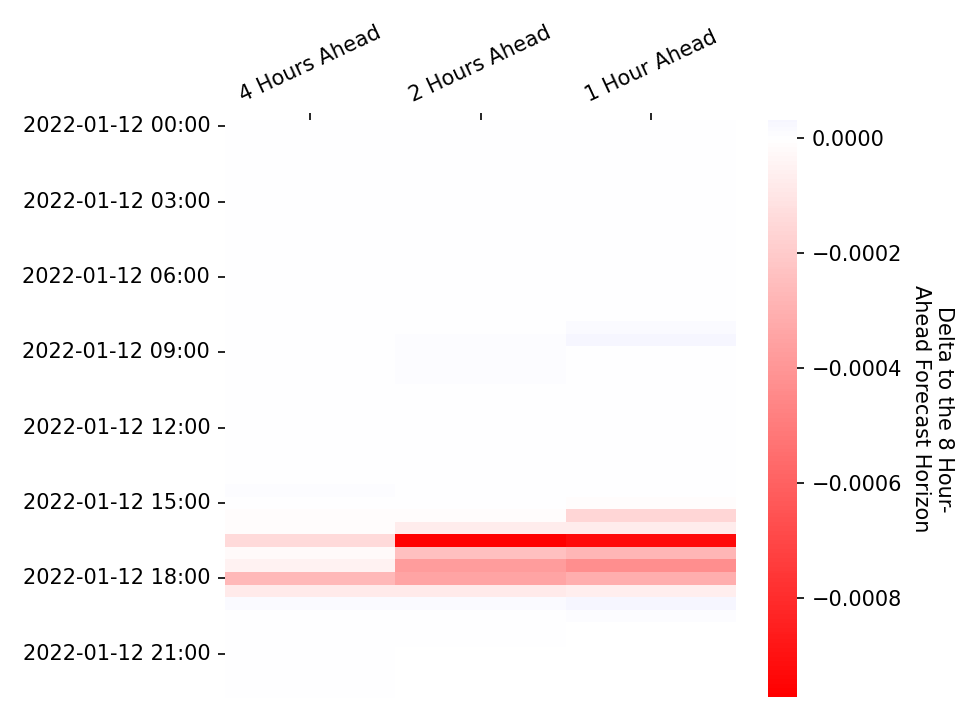 4 Hours Ahead
2 Hours Ahead
1 Hour Ahead
2022-01-12 00:00
2022-01-12 03:00
2022-01-12 06:00
2022-01-12 09:00
2022-01-12 12:00
2022-01-12 15:00
2022-01-12 18:00
2022-01-12 21:00
0.0000
−0.0002
−0.0004
−0.0006
−0.0008
Delta to the 8 Hour-
Ahead Forecast Horizon